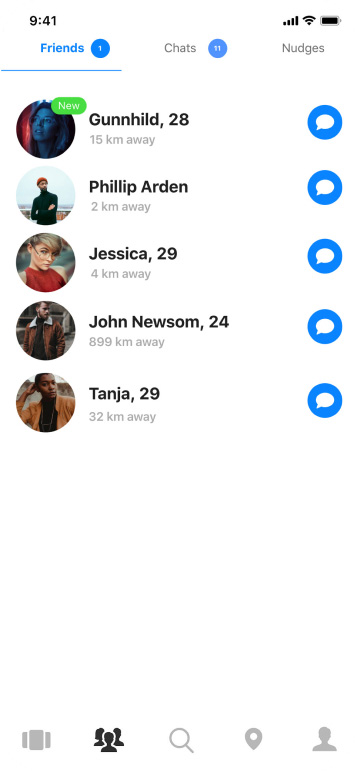 9:41
Friends 1 Chats 11 Nudges
New
Gunnhild, 28
15 km away
Phillip Arden
2 km away
Jessica, 29
4 km away
John Newsom, 24
899 km away
Tanja, 29
32 km away